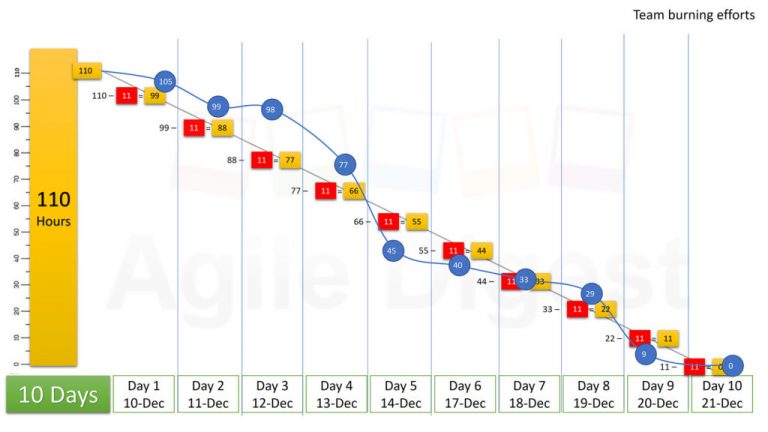 Team burning efforts
110
100
90
80
70
60
50
40
30
20
10
0
110
Hours
110
110 – 11 = 99
99 – 11 = 88
88 – 11 = 77
77 – 11 = 66
66 – 11 = 55
55 – 11 = 44
44 – 11 33
33 – 11 = 22
22 – 11 = 11
11 – 11 = 0
105
99
98
77
45
40
33
29
9
0
Agile Digest
10 Days
Day 1
10-Dec
Day 2
11-Dec
Day 3
12-Dec
Day 4
13-Dec
Day 5
14-Dec
Day 6
17-Dec
Day 7
18-Dec
Day 8
19-Dec
Day 9
20-Dec
Day 10
21-Dec